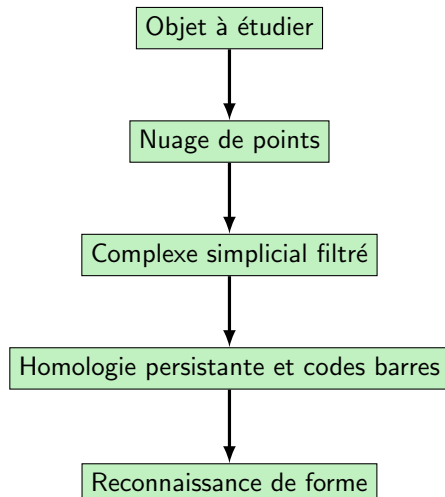 Objet à étudier
Nuage de points
Complexe simplicial filtré
Homologie persistante et codes barres
Reconnaissance de forme